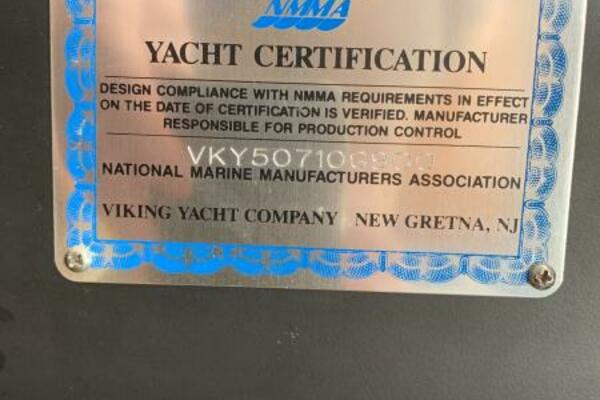 NMMA
YACHT CERTIFICATION
DESIGN COMPLIANCE WITH NMMA REQUIREMENTS IN EFFECT
ON THE DATE OF CERTIFICATION IS VERIFIED. MANUFACTURER
RESPONSIBLE FOR PRODUCTION CONTROL
NATIONAL MARINE MANUFACTURERS ASSOCIATION
VIKING YACHT COMPANY NEW GRETNA, NJ